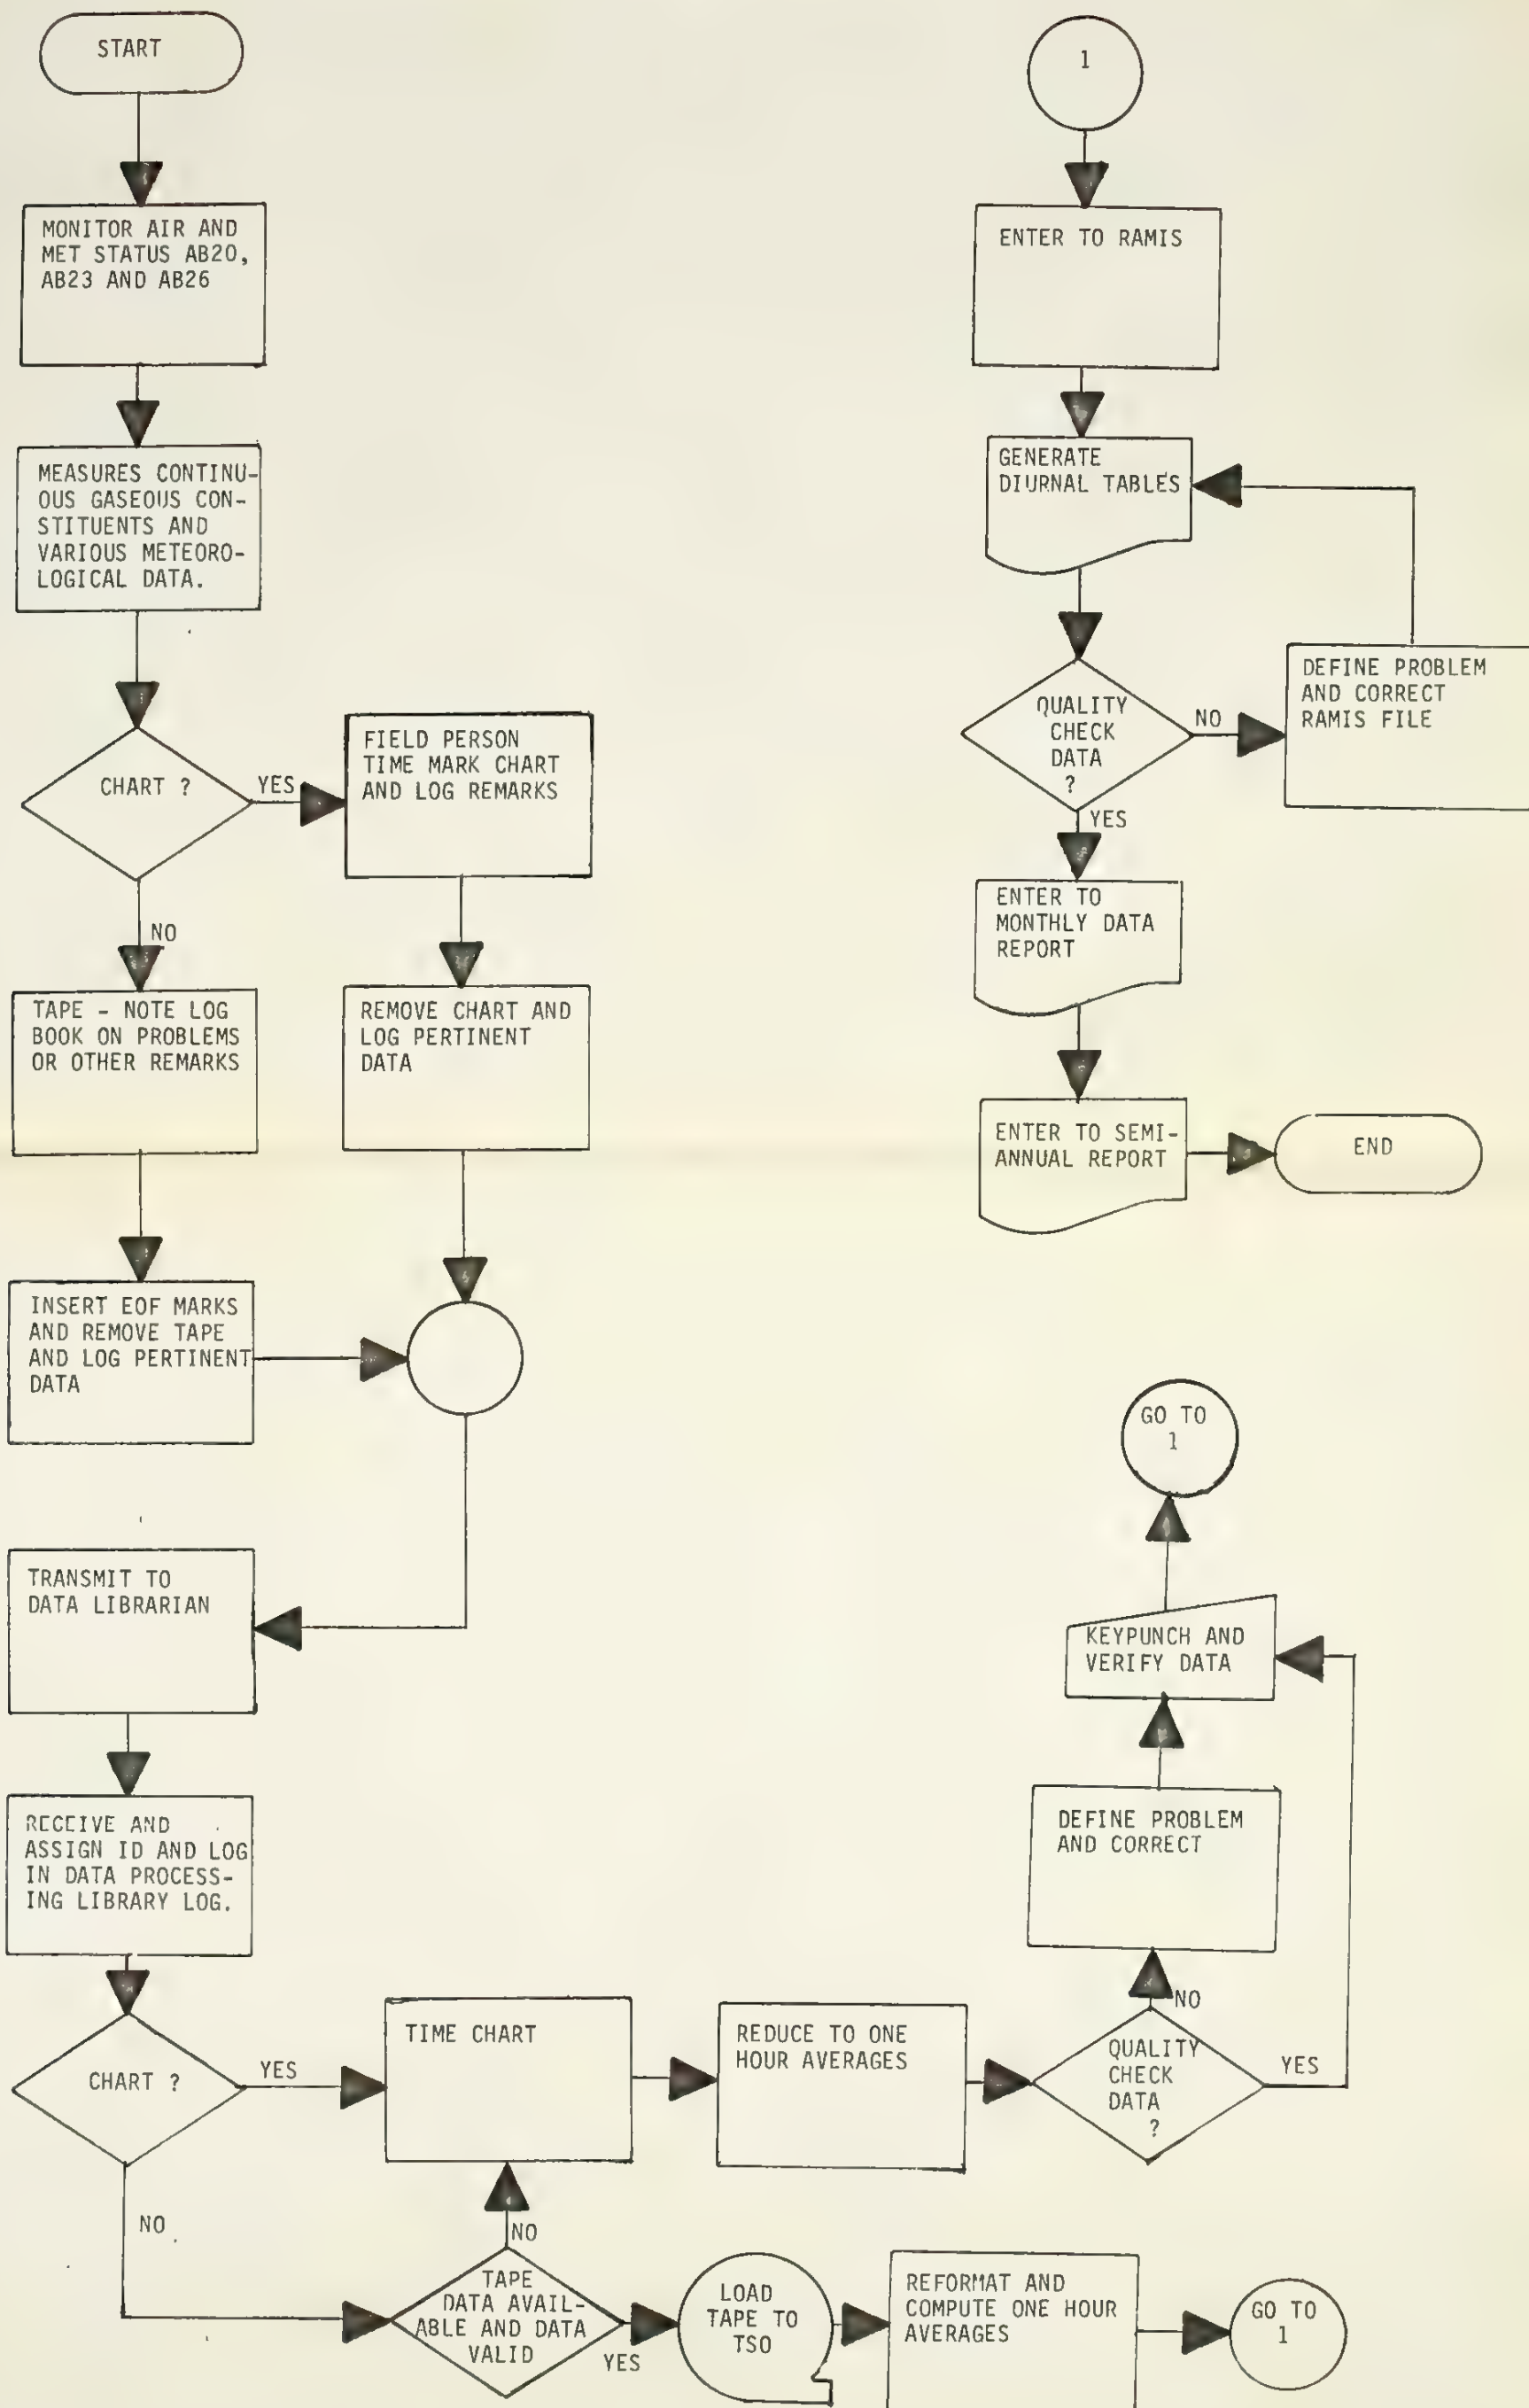 START
MONITOR AIR AND
MET STATUS AB20,
AB23 AND AB26
MEASURES CONTINU-
OUS GASEOUS CON-
STITUENTS AND
VARIOUS METEORO-
LOGICAL DATA.
CHART ?
YES
FIELD PERSON
TIME MARK CHART
AND LOG REMARKS
NO
TAPE - NOTE LOG
BOOK ON PROBLEMS
OR OTHER REMARKS
REMOVE CHART AND
LOG PERTINENT
DATA
INSERT EOF MARKS
AND REMOVE TAPE
AND LOG PERTINENT
DATA
TRANSMIT TO
DATA LIBRARIAN
RECEIVE AND
ASSIGN ID AND LOG
IN DATA PROCESS-
ING LIBRARY LOG.
CHART ?
YES
TIME CHART
REDUCE TO ONE
HOUR AVERAGES
QUALITY
CHECK
DATA
?
YES
NO
DEFINE PROBLEM
AND CORRECT
KEYPUNCH AND
VERIFY DATA
GO TO
1
NO
NO
TAPE
DATA AVAIL-
ABLE AND DATA
VALID
YES
LOAD
TAPE TO
TSO
REFORMAT AND
COMPUTE ONE HOUR
AVERAGES
GO TO
1
1
ENTER TO RAMIS
GENERATE
DIURNAL TABLES
QUALITY
CHECK
DATA
?
NO
DEFINE PROBLEM
AND CORRECT
RAMIS FILE
YES
ENTER TO
MONTHLY DATA
REPORT
ENTER TO SEMI-
ANNUAL REPORT
END